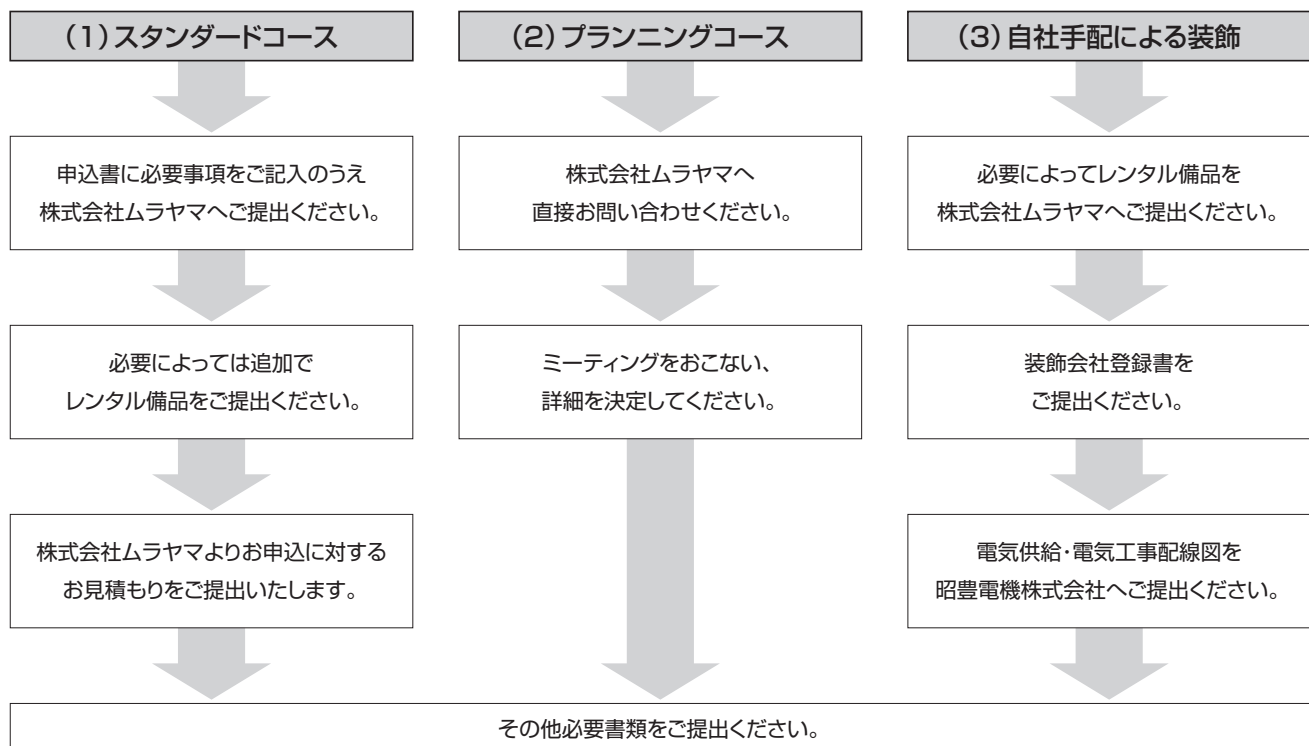 (1)スタンダードコース
申込書に必要事項をご記入のうえ
株式会社ムラヤマへご提出ください。
必要によっては追加で
レンタル備品をご提出ください。
株式会社ムラヤマよりお申込に対する
お見積もりをご提出いたします。
(2)プランニングコース
株式会社ムラヤマへ
直接お問い合わせください。
ミーティングをおこない、
詳細を決定してください。
(3)自社手配による装飾
必要によってレンタル備品を
株式会社ムラヤマへご提出ください。
装飾会社登録書を
ご提出ください。
電気供給・電気工事配線図を
昭豊電機株式会社へご提出ください。
その他必要書類をご提出ください。